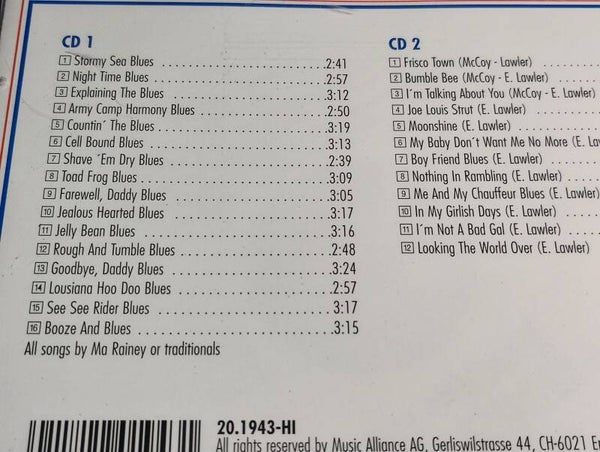 CD 1
1 Stormy Sea Blues ........................ 2:41
2 Night Time Blues ........................ 2:57
3 Explaining The Blues ........................ 3:12
4 Army Camp Harmony Blues ........................ 2:50
5 Countin´ The Blues ........................ 3:19
6 Cell Bound Blues ........................ 3:13
7 Shave ´Em Dry Blues ........................ 2:39
8 Toad Frog Blues ........................ 3:09
9 Farewell, Daddy Blues ........................ 3:05
10 Jealous Hearted Blues ........................ 3:17
11 Jelly Bean Blues ........................ 3:16
12 Rough And Tumble Blues ........................ 2:48
13 Goodbye, Daddy Blues ........................ 3:24
14 Lousiana Hoo Doo Blues ........................ 2:57
15 See See Rider Blues ........................ 3:17
16 Booze And Blues ........................ 3:15
All songs by Ma Rainey or traditionals
CD 2
1 Frisco Town (McCoy - Lawler) ........
2 Bumble Bee (McCoy - E. Lawler) ......
3 I´m Talking About You (McCoy - E. Lawler)
4 Joe Louis Strut (E. Lawler) ........
5 Moonshine (E. Lawler) ........
6 My Baby Don´t Want Me No More (E. La
7 Boy Friend Blues (E. Lawler) ........
8 Nothing In Rambling (E. Lawler) ......
9 Me And My Chauffeur Blues (E. Lawler) ..
10 In My Girlish Days (E. Lawler) ......
11 I´m Not A Bad Gal (E. Lawler) ......
12 Looking The World Over (E. Lawler) ....
20.1943-HI
All rights reserved by Music Alliance AG, Gerliswilstrasse 44, CH-6021 E